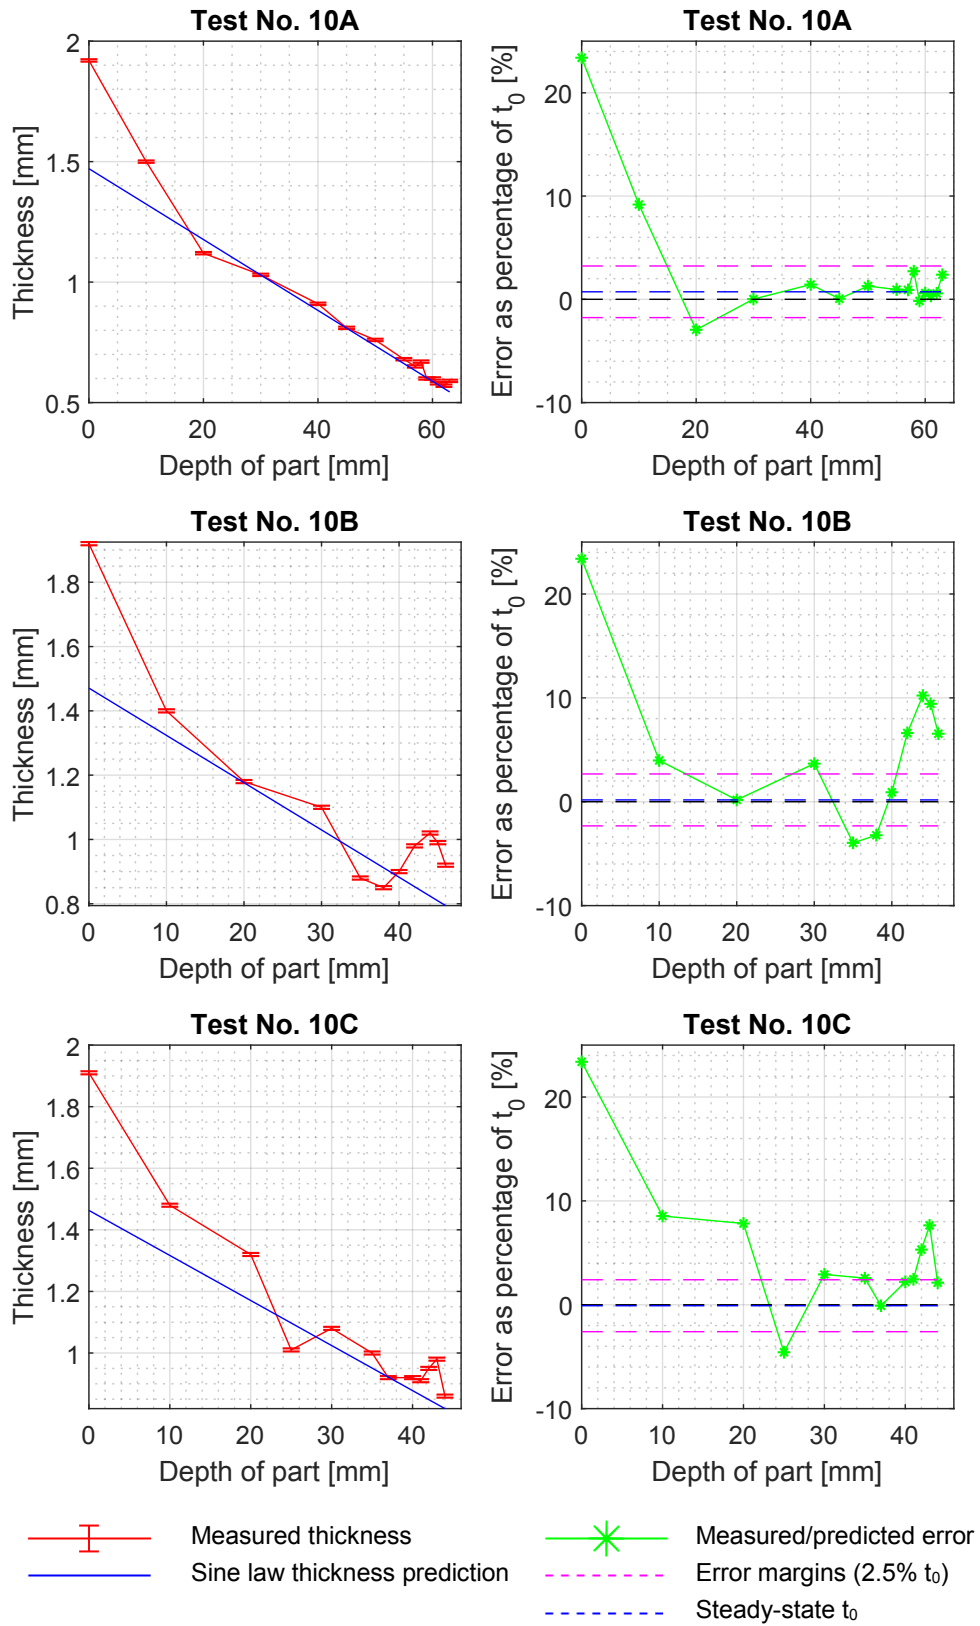 Test No. 10A
Thickness [mm]
2
1.5
1
0.5
0 20 40 60
Depth of part [mm]
Test No. 10A
Error as percentage of t0 [%]
20
10
0
-10
0 20 40 60
Depth of part [mm]
Test No. 10B
Thickness [mm]
1.8
1.6
1.4
1.2
1
0.8
0 10 20 30 40
Depth of part [mm]
Test No. 10B
Error as percentage of t0 [%]
20
10
0
-10
0 10 20 30 40
Depth of part [mm]
Test No. 10C
Thickness [mm]
2
1.8
1.6
1.4
1.2
1
0 10 20 30 40
Depth of part [mm]
Test No. 10C
Error as percentage of t0 [%]
20
10
0
-10
0 10 20 30 40
Depth of part [mm]
Measured thickness
Sine law thickness prediction
Measured/predicted error
Error margins (2.5% t0)
Steady-state t0